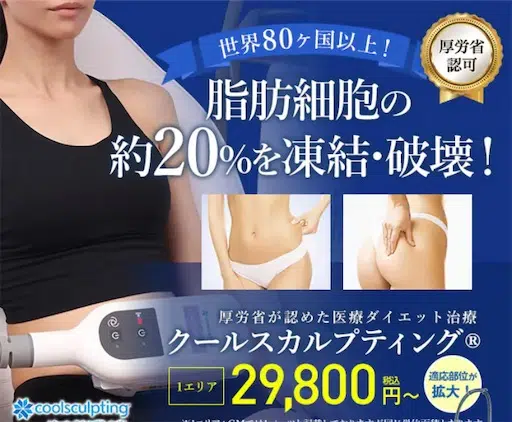 世界80ヶ国以上！
厚労省
認可
脂肪細胞の
約20%を凍結・破壊！
厚労省が認めた医療ダイエット治療
クールスカルプティング®
1エリア 29,800円〜
税込
適応部位が
拡大！
coolsculpting